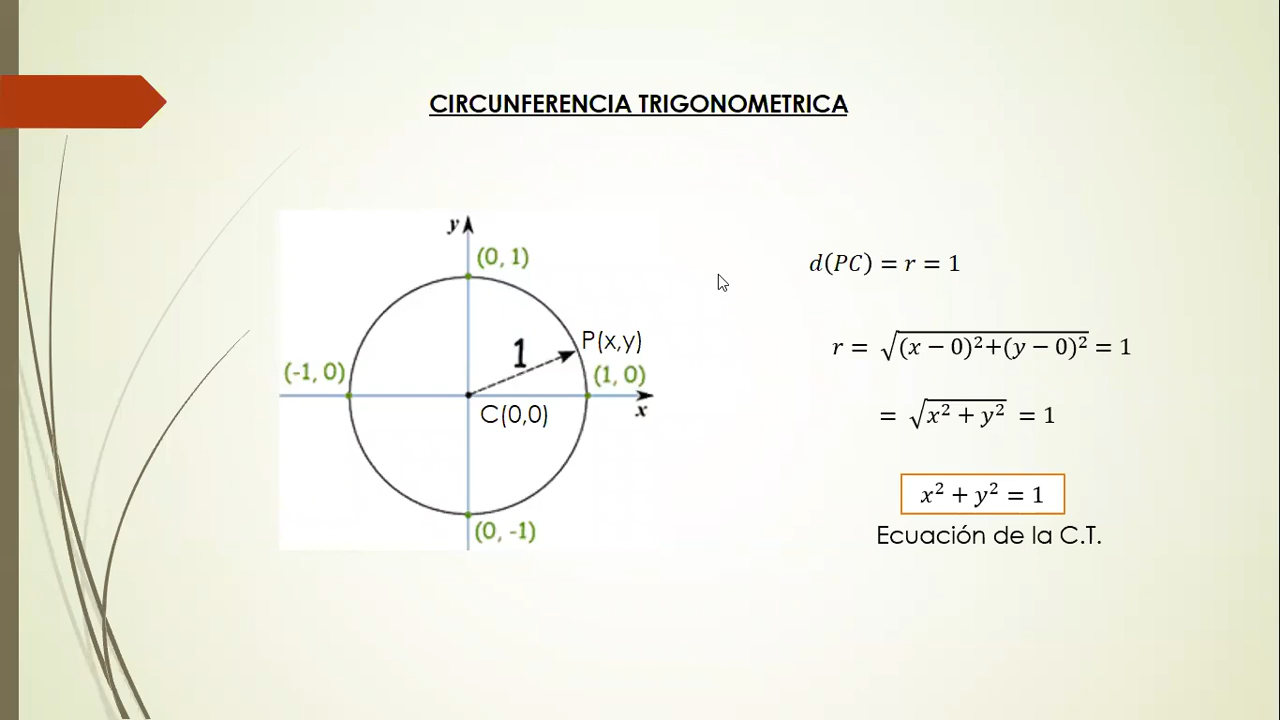 CIRCUNFERENCIA TRIGONOMETRICA
y
(0, 1)
1
P(x,y)
(-1, 0)
(1, 0)
C(0,0)
x
(0, -1)
d(PC) = r = 1
r = √(x − 0)²+(y − 0)² = 1
= √x² + y² = 1
x² + y² = 1
Ecuación de la C.T.